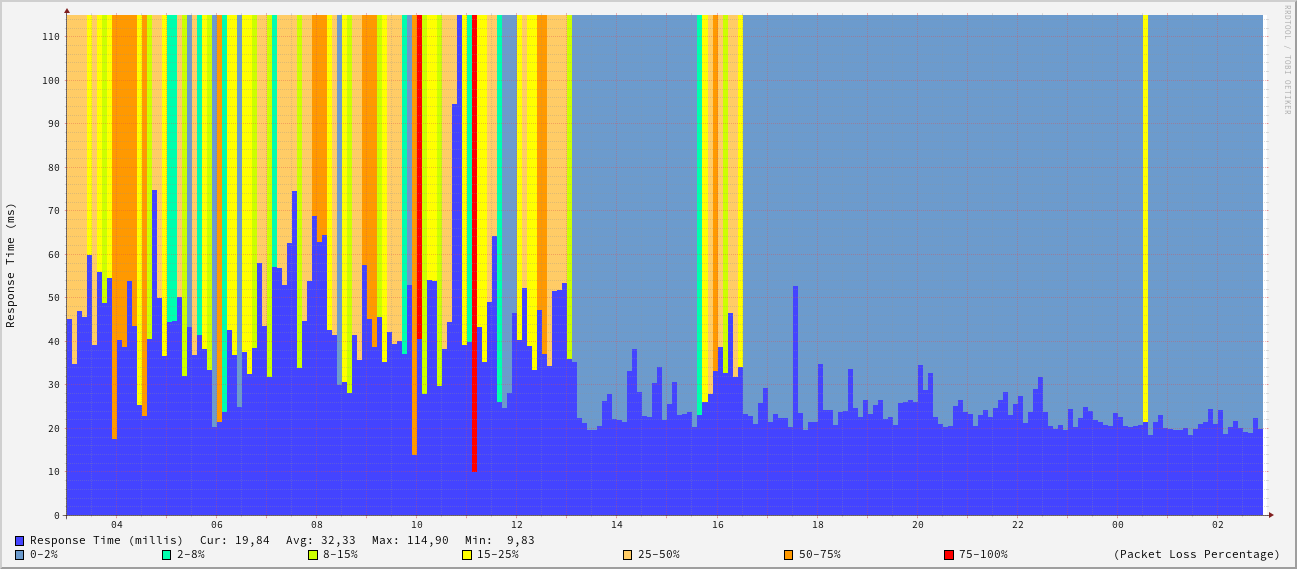 RRDTOOL / TOBI OETIKER
Response Time (ms)
110
100
90
80
70
60
50
40
30
20
10
0
04 06 08 10 12 14 16 18 20 22 00 02
Response Time (millis) Cur: 19,84 Avg: 32,33 Max: 114,90 Min: 9,83
0-2% 2-8% 8-15% 15-25% 25-50% 50-75% 75-100% (Packet Loss Percentage)